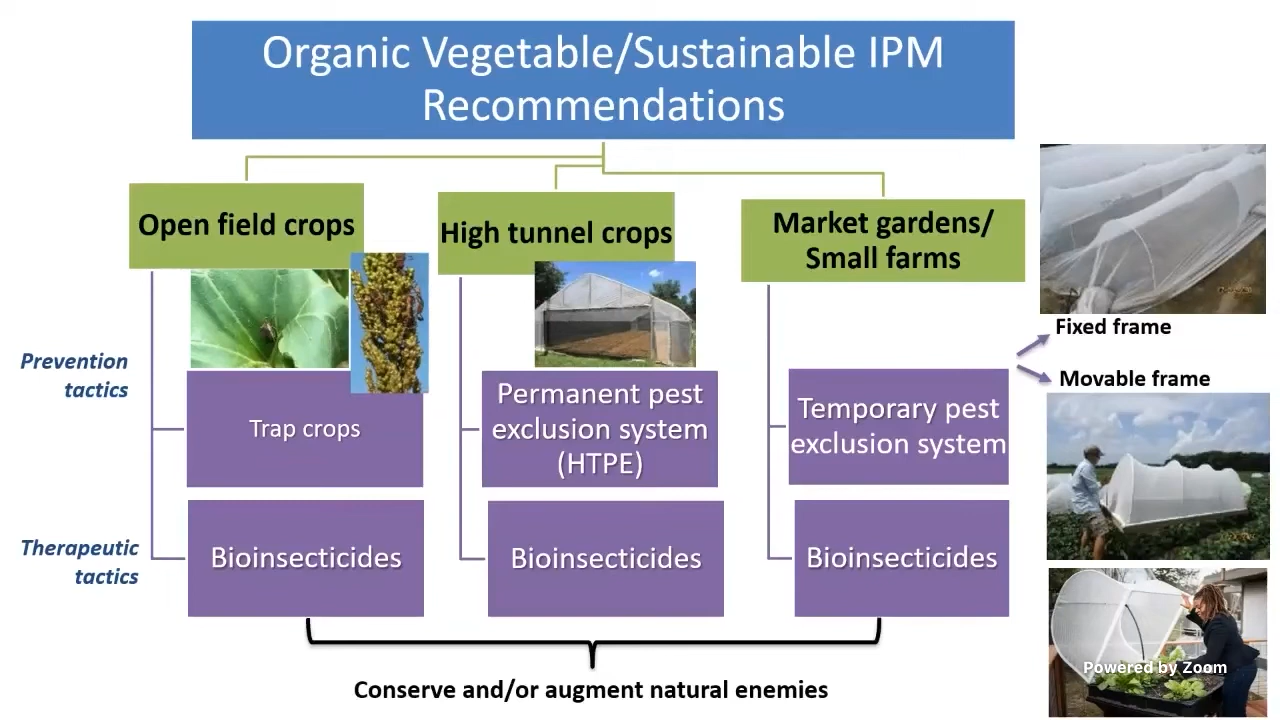 Organic Vegetable/Sustainable IPM
Recommendations
Open field crops
High tunnel crops
Market gardens/
Small farms
Fixed frame
Movable frame
Prevention
tactics
Trap crops
Permanent pest
exclusion system
(HTPE)
Temporary pest
exclusion system
Therapeutic
tactics
Bioinsecticides
Bioinsecticides
Bioinsecticides
Powered by Zoom
Conserve and/or augment natural enemies